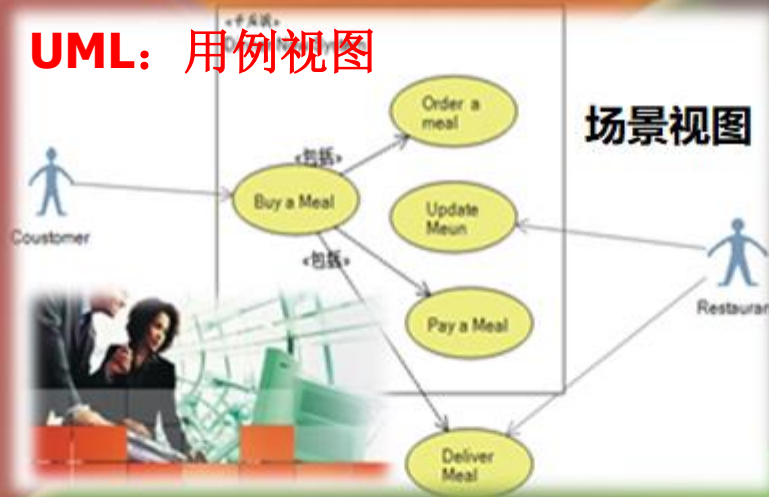 UML：用例视图
场景视图
Order a
meal
«包括»
Buy a Meal
Update
Meun
Coustomer
«包括»
Pay a Meal
Restauran
Deliver
Meal